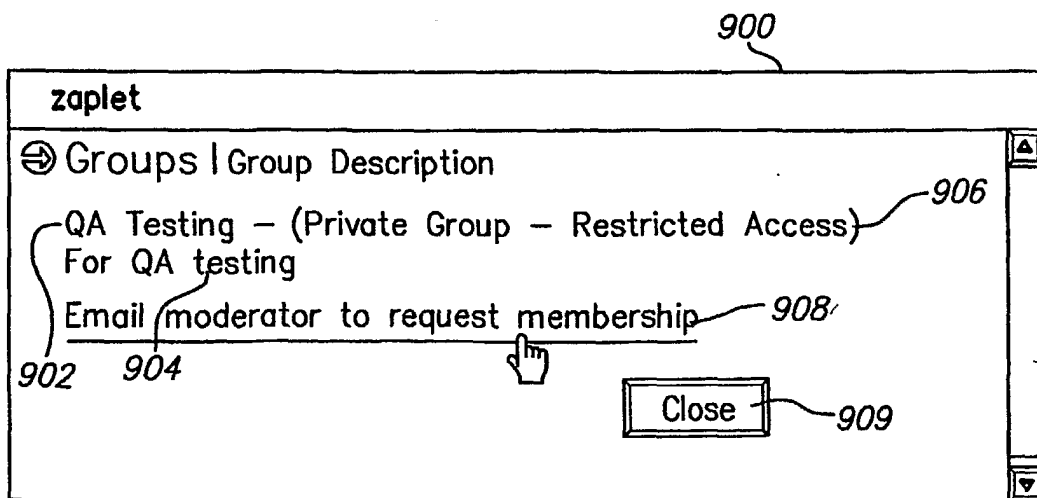 900
zaplet
Groups | Group Description
906
QA Testing – (Private Group – Restricted Access)
For QA testing
Email moderator to request membership
908
902
904
Close
909